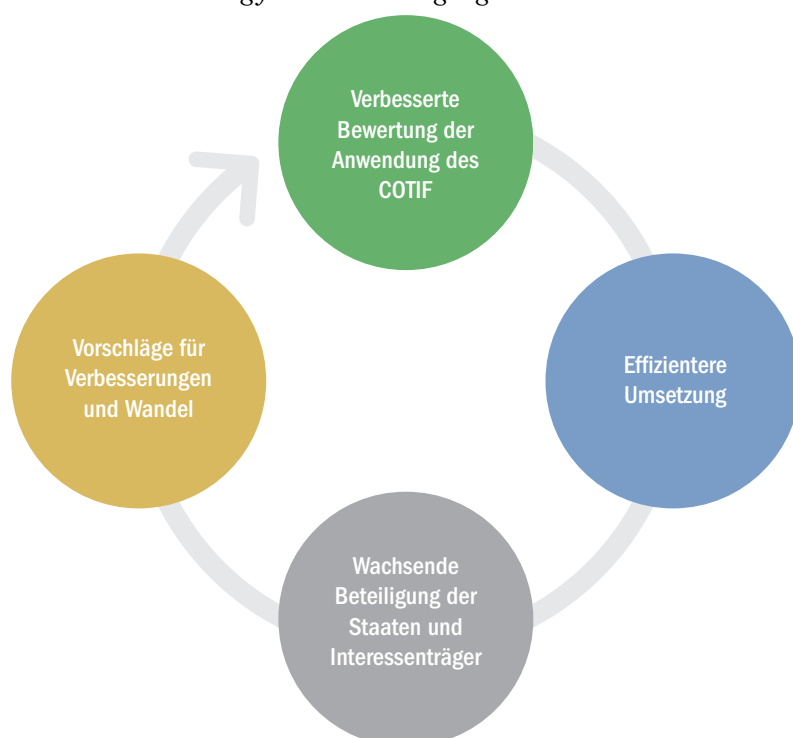 Verbesserte
Bewertung der
Anwendung des
COTIF
Effizientere
Umsetzung
Wachsende
Beteiligung der
Staaten und
Interessenträger
Vorschläge für
Verbesserungen
und Wandel